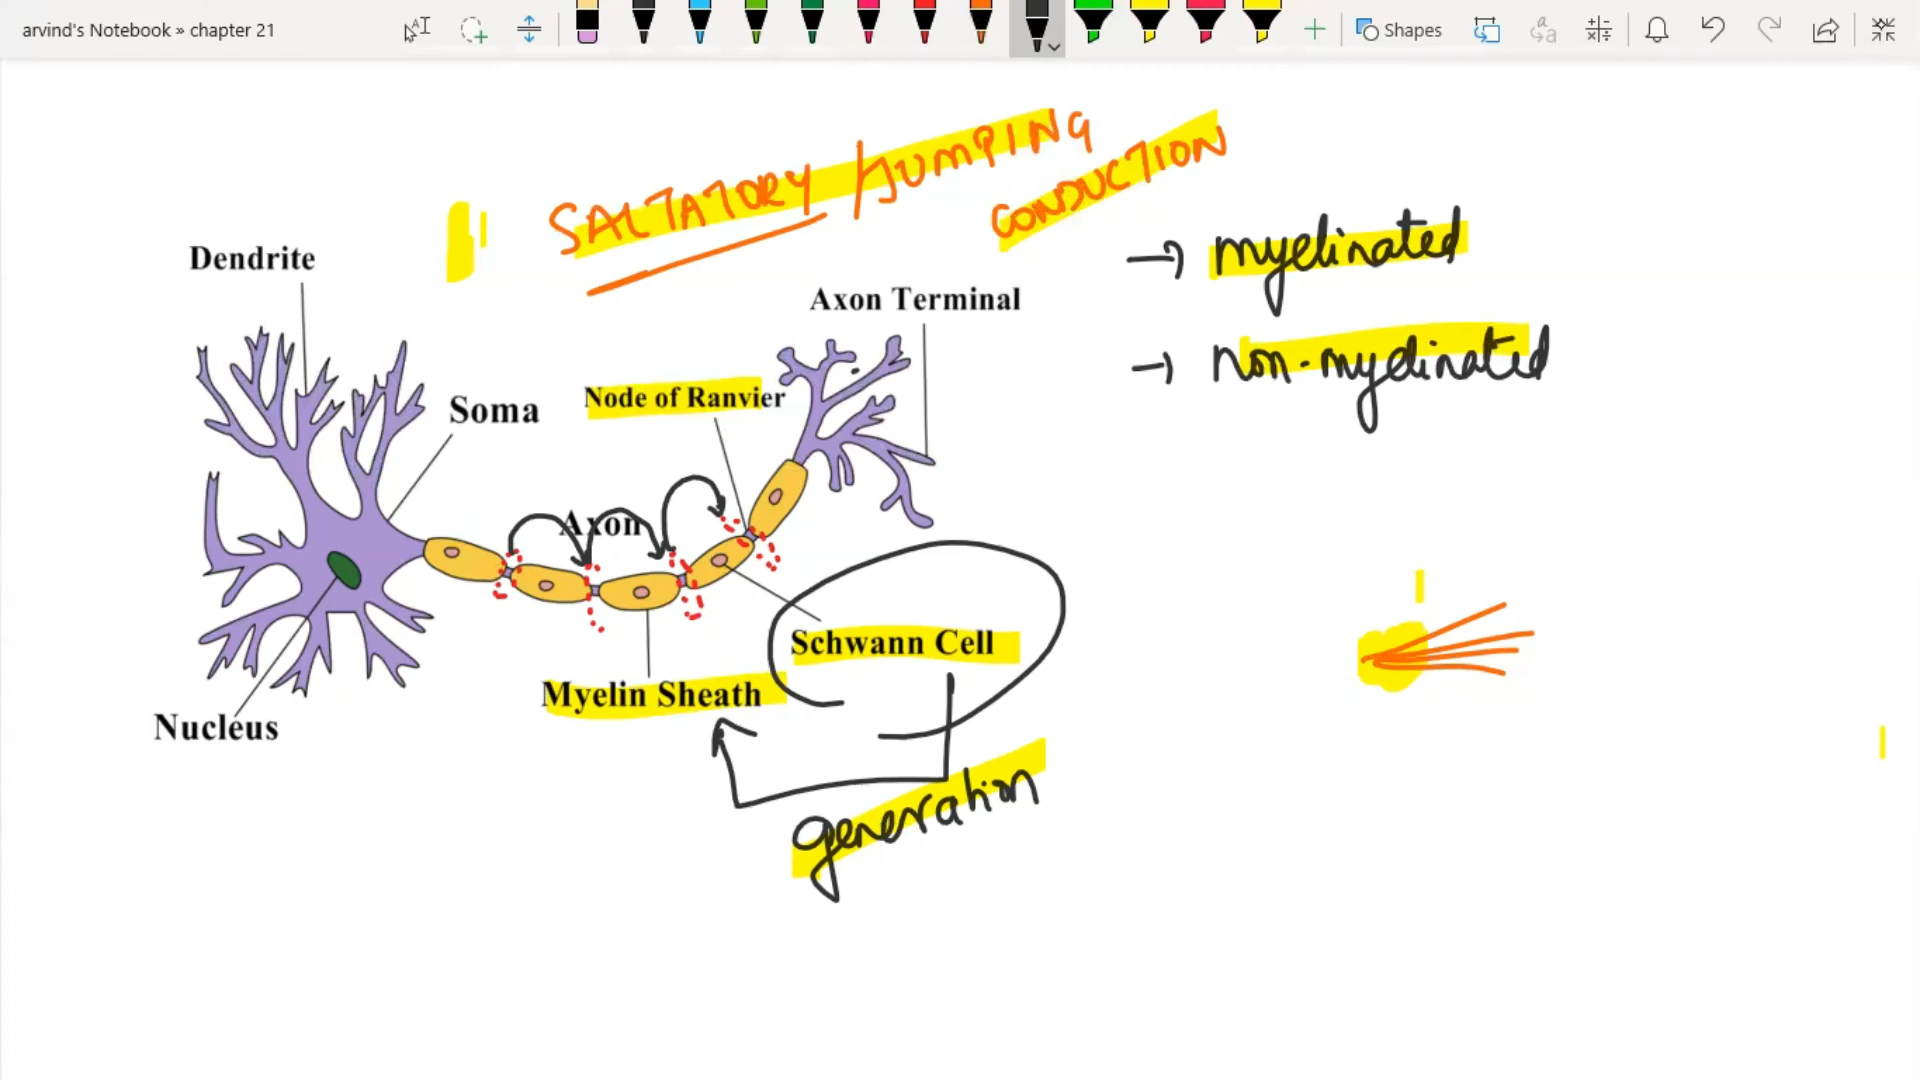 arvind's Notebook » chapter 21
Shapes
SALTATORY / JUMPING
CONDUCTION
→ myelinated
→ non-myelinated
Dendrite
Axon Terminal
Soma
Node of Ranvier
Axon
Schwann Cell
Myelin Sheath
Nucleus
generation